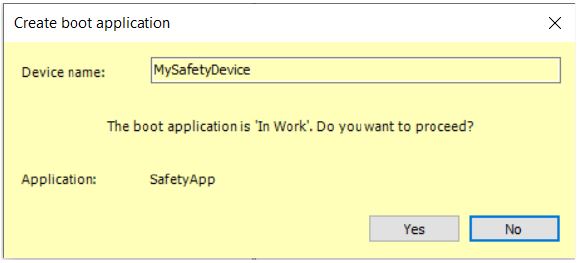 Create boot application
Device name: MySafetyDevice
The boot application is 'In Work'. Do you want to proceed?
Application: SafetyApp
Yes No